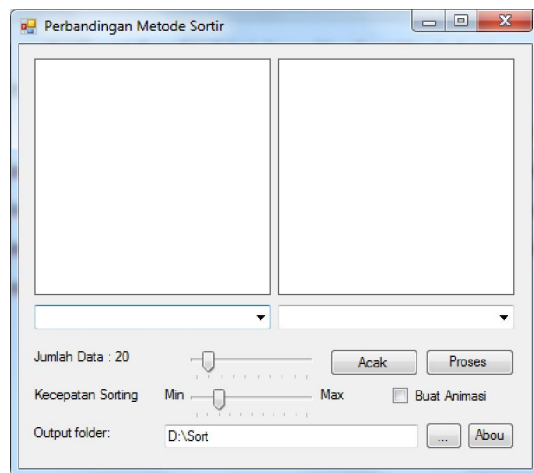 Perbandingan Metode Sortir
Jumlah Data : 20
Acak
Proses
Kecepatan Sorting
Min
Max
Buat Animasi
Output folder:
D:\Sort
...
Abou